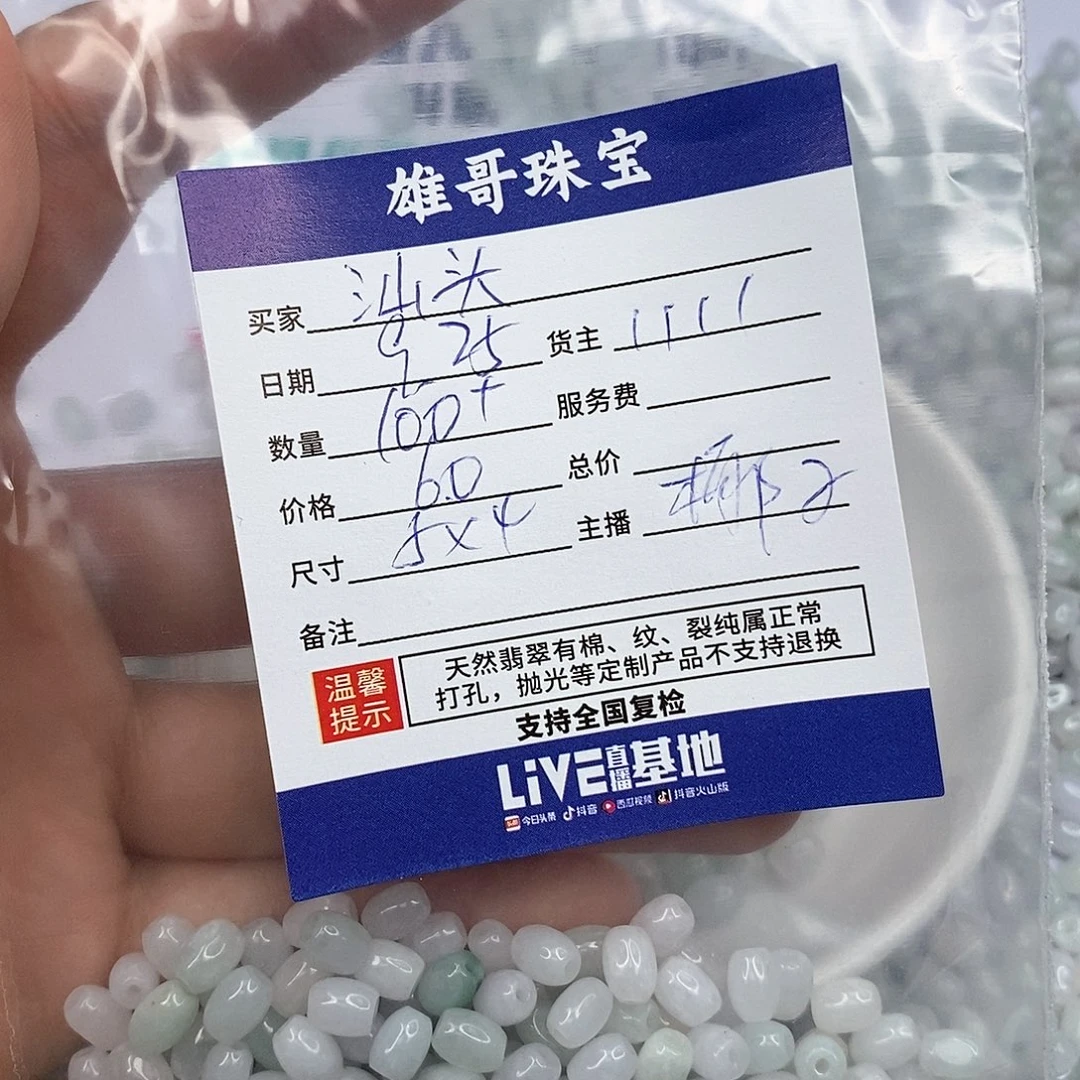 雄哥珠宝
买家 汕头
日期 9.25 货主 1111
数量 100+ 服务费
价格 60 总价
尺寸 5x4 主播 椰2
备注
温馨提示
天然翡翠有棉、纹、裂纯属正常
打孔，抛光等定制产品不支持退换
支持全国复检
LiVE直播基地
今日头条 抖音 西瓜视频 抖音火山版